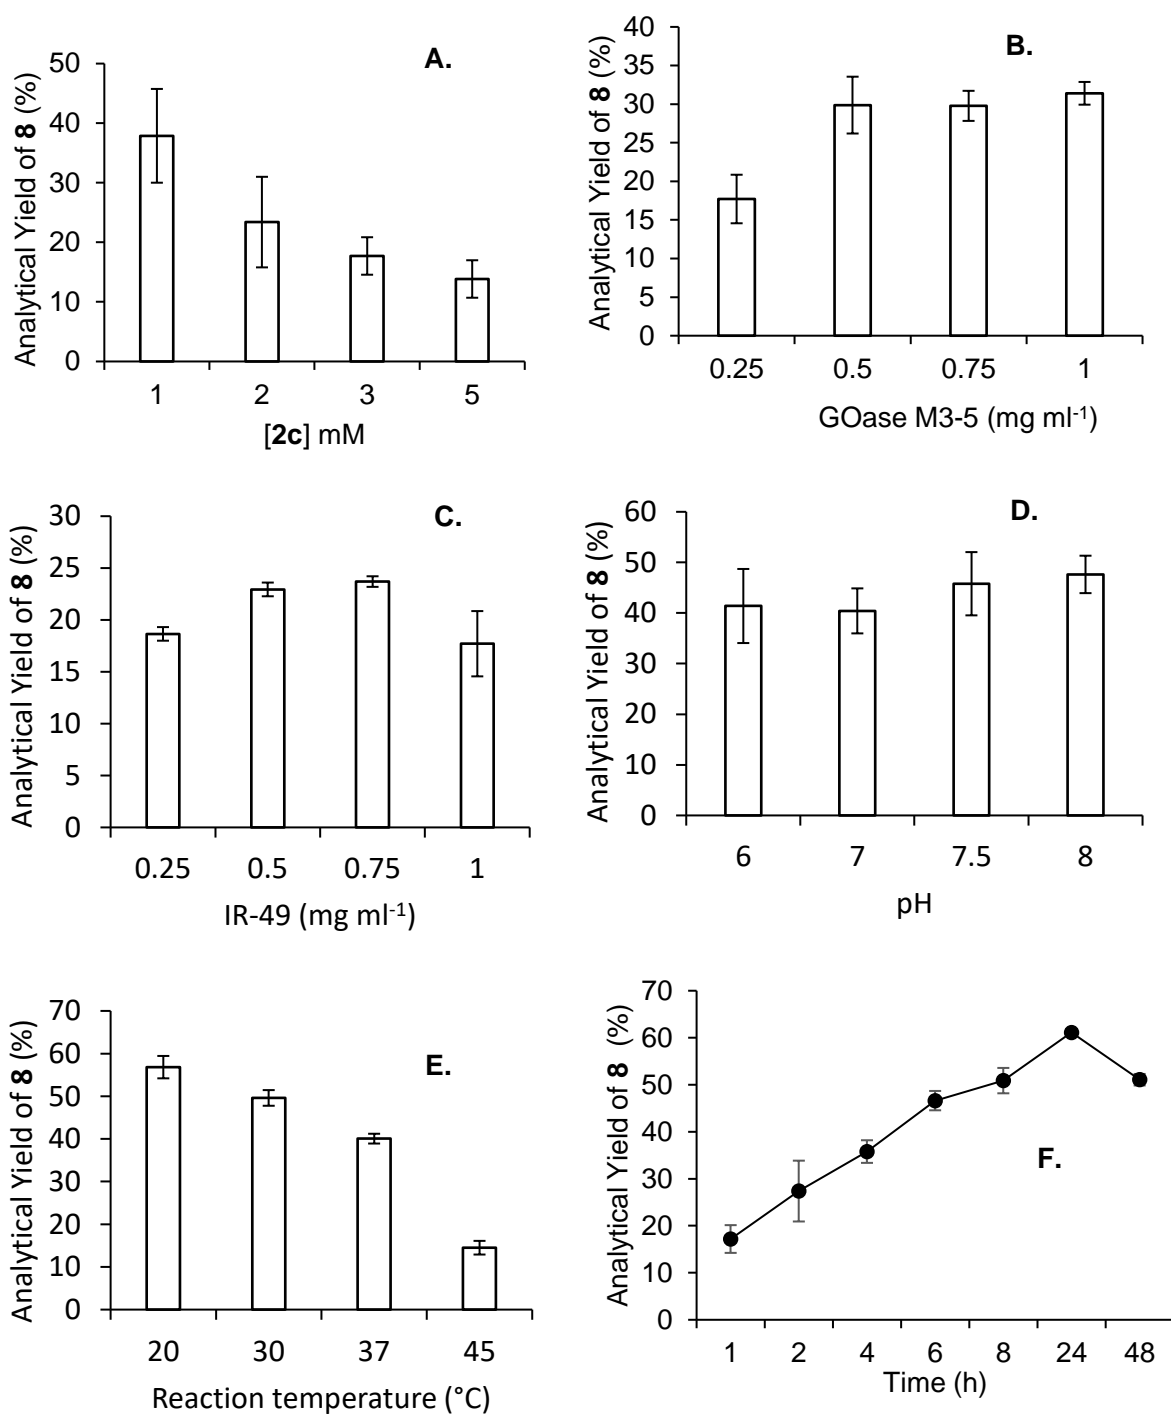 A.
Analytical Yield of 8 (%)
50
40
30
20
10
0
1 2 3 5
[2c] mM
B.
Analytical Yield of 8 (%)
40
35
30
25
20
15
10
5
0
0.25 0.5 0.75 1
GOase M3-5 (mg ml-1)
C.
Analytical Yield of 8 (%)
30
25
20
15
10
5
0
0.25 0.5 0.75 1
IR-49 (mg ml-1)
D.
Analytical Yield of 8 (%)
60
50
40
30
20
10
0
6 7 7.5 8
pH
E.
Analytical Yield of 8 (%)
70
60
50
40
30
20
10
0
20 30 37 45
Reaction temperature (°C)
F.
Analytical Yield of 8 (%)
70
60
50
40
30
20
10
0
1 2 4 6 8 24 48
Time (h)